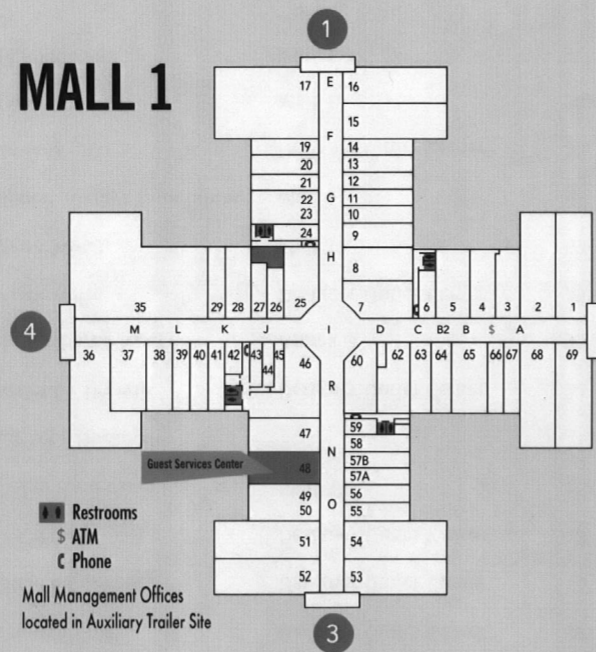 1
MALL 1
17 E 16
F 15
19 14
20 13
21 G 12
22 11
23 10
24 9
H 8
35 29 28 27 26 25 7 6 5 4 3 2 1
4 M L K J I D C B2 B $ A
36 37 38 39 40 41 42 43 44 45 46 60 62 63 64 65 66 67 68 69
R
59
47 58
N 57B
Guest Services Center 48 57A
49 56
50 O 55
51 54
52 53
Restrooms
$ ATM
Phone
Mall Management Offices
located in Auxiliary Trailer Site
3